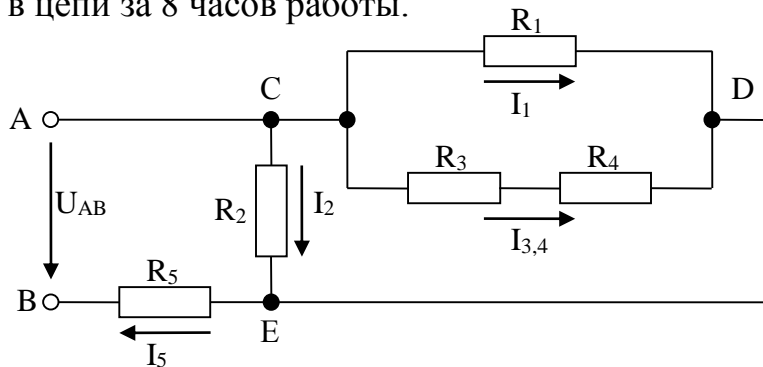 в цепи за 8 часов работы.
R1
C
D
A
I1
R3
R4
UAB
R2
I2
I3,4
R5
B
E
I5